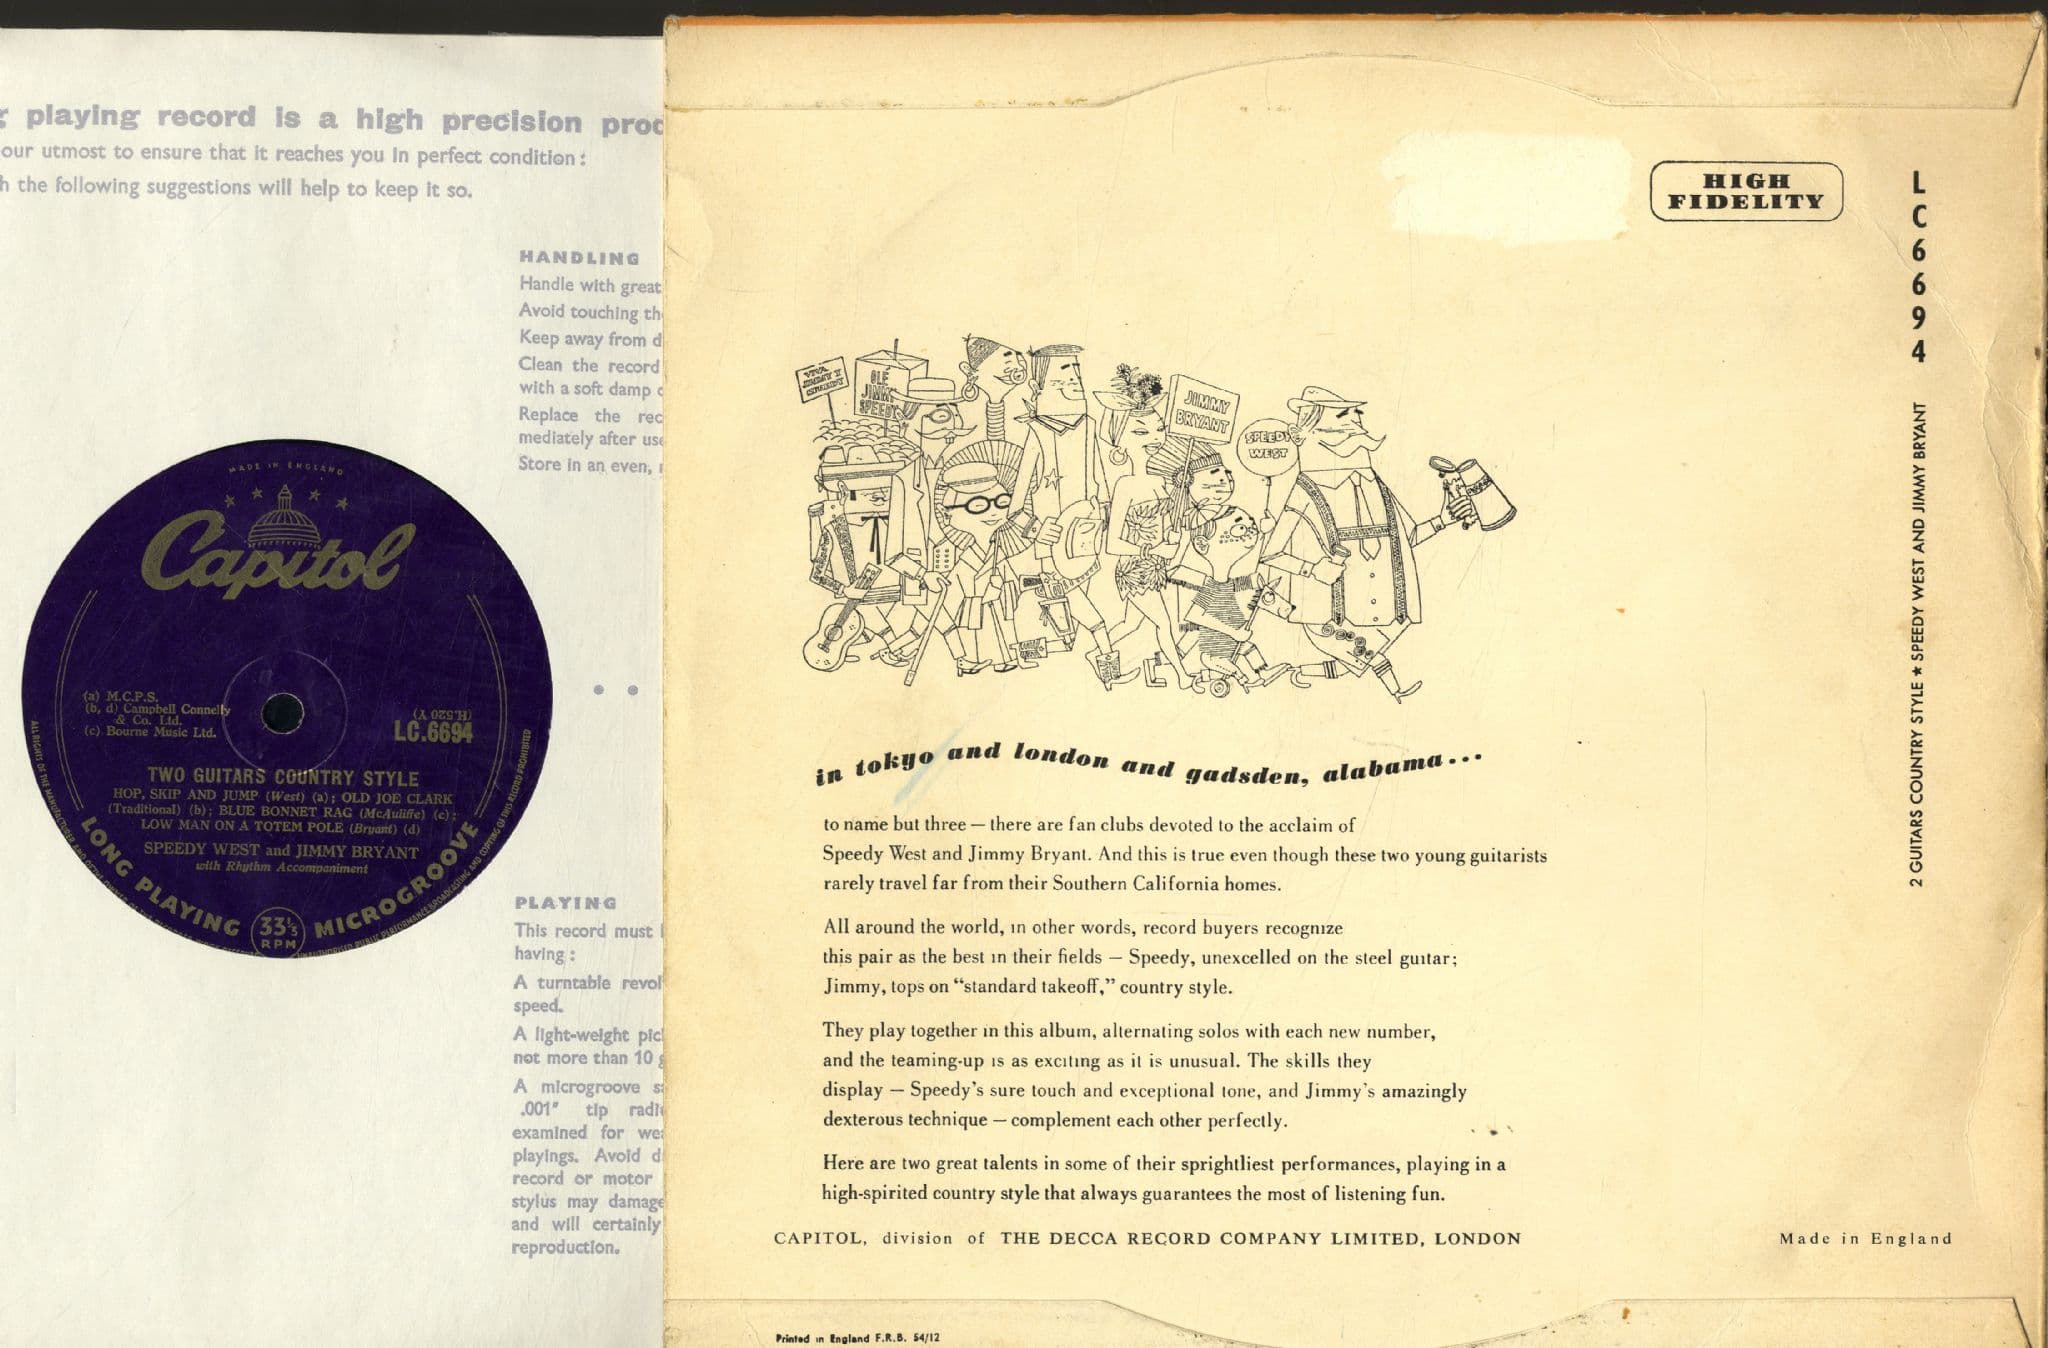 playing record is a high precision
our utmost to ensure that it reaches you in perfect condition:
the following suggestions will help to keep it so.
HANDLING
Handle with great
Avoid touching
Keep away from
Clean the record
with a soft damp
Replace the
mediately after
Store in an even,
MADE IN ENGLAND
Capitol
(a) M.C.P.S.
(b, d) Campbell Connelly
& Co. Ltd.
(c) Bourne Music Ltd.
(H.520 Y)
LC.6694
TWO GUITARS COUNTRY STYLE
HOP, SKIP AND JUMP (West) (a); OLD JOE CLARK
(Traditional) (b); BLUE BONNET RAG (McAuliffe) (c);
LOW MAN ON A TOTEM POLE (Bryant) (d)
SPEEDY WEST and JIMMY BRYANT
with Rhythm Accompaniment
LONG PLAYING 33⅓ RPM MICROGROOVE
PLAYING
This record must
having:
A turntable
speed.
A light-weight
not more than 10
A microgroove
.001" tip
examined for
playings. Avoid
record or motor
stylus may damage
and will certainly
reproduction.
HIGH
FIDELITY
LC6694
2 GUITARS COUNTRY STYLE ★ SPEEDY WEST AND JIMMY BRYANT
VIVA
JIMMY Y
SPEEDY
OLÉ
JIMMY
SPEEDY
JIMMY
BRYANT
SPEEDY
WEST
in tokyo and london and gadsden, alabama...
to name but three — there are fan clubs devoted to the acclaim of
Speedy West and Jimmy Bryant. And this is true even though these two young guitarists
rarely travel far from their Southern California homes.
All around the world, in other words, record buyers recognize
this pair as the best in their fields — Speedy, unexcelled on the steel guitar;
Jimmy, tops on “standard takeoff,” country style.
They play together in this album, alternating solos with each new number,
and the teaming-up is as exciting as it is unusual. The skills they
display — Speedy's sure touch and exceptional tone, and Jimmy's amazingly
dexterous technique — complement each other perfectly.
Here are two great talents in some of their sprightliest performances, playing in a
high-spirited country style that always guarantees the most of listening fun.
CAPITOL, division of THE DECCA RECORD COMPANY LIMITED, LONDON
Made in England
Printed in England F.R.B. 54/12